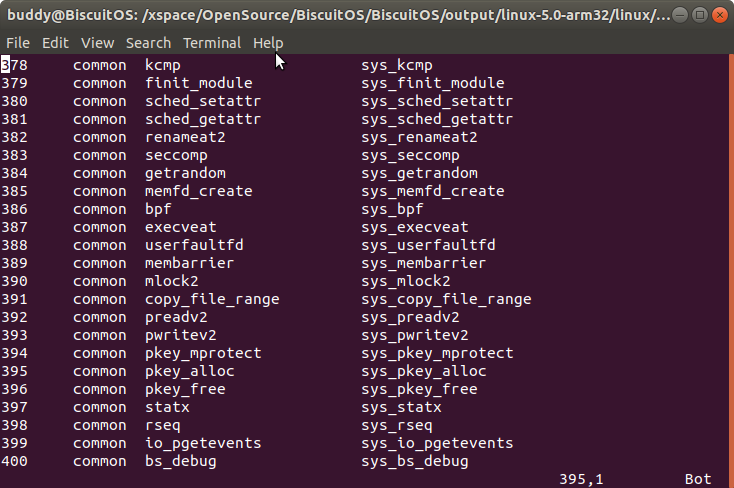 buddy@BiscuitOS: /xspace/OpenSource/BiscuitOS/BiscuitOS/output/linux-5.0-arm32/linux/...
File Edit View Search Terminal Help
378 common kcmp sys_kcmp
379 common finit_module sys_finit_module
380 common sched_setattr sys_sched_setattr
381 common sched_getattr sys_sched_getattr
382 common renameat2 sys_renameat2
383 common seccomp sys_seccomp
384 common getrandom sys_getrandom
385 common memfd_create sys_memfd_create
386 common bpf sys_bpf
387 common execveat sys_execveat
388 common userfaultfd sys_userfaultfd
389 common membarrier sys_membarrier
390 common mlock2 sys_mlock2
391 common copy_file_range sys_copy_file_range
392 common preadv2 sys_preadv2
393 common pwritev2 sys_pwritev2
394 common pkey_mprotect sys_pkey_mprotect
395 common pkey_alloc sys_pkey_alloc
396 common pkey_free sys_pkey_free
397 common statx sys_statx
398 common rseq sys_rseq
399 common io_pgetevents sys_io_pgetevents
400 common bs_debug sys_bs_debug
395,1 Bot